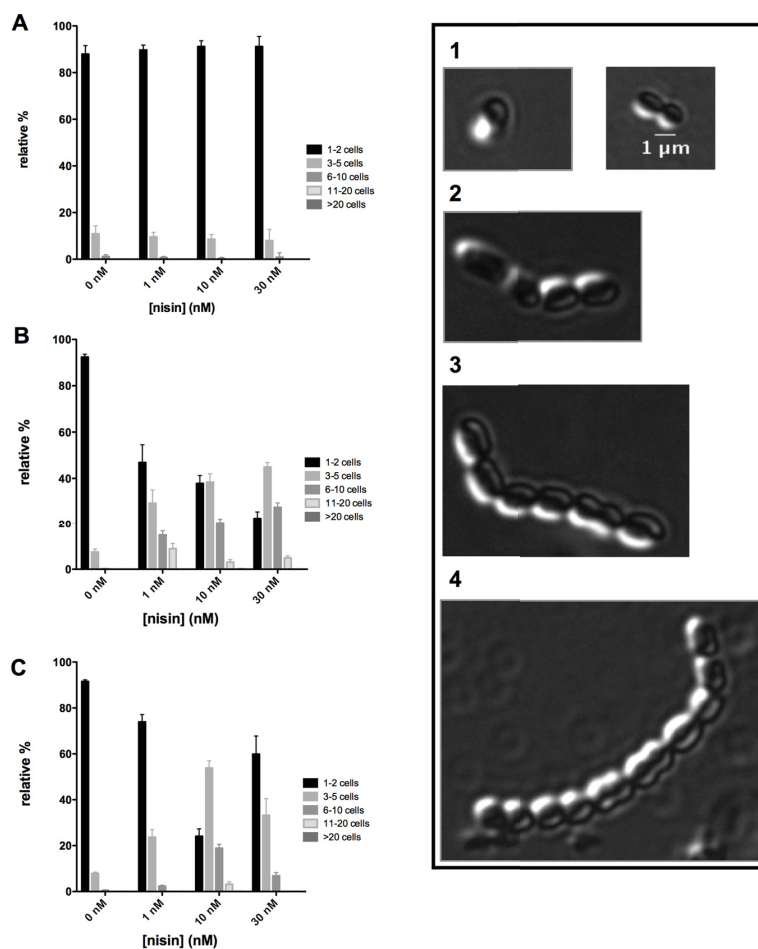 A
100
80
60
40
20
0
relative %
0 nM
1 nM
10 nM
30 nM
[nisin] (nM)
1-2 cells
3-5 cells
6-10 cells
11-20 cells
>20 cells
B
100
80
60
40
20
0
relative %
0 nM
1 nM
10 nM
30 nM
[nisin] (nM)
1-2 cells
3-5 cells
6-10 cells
11-20 cells
>20 cells
C
100
80
60
40
20
0
relative %
0 nM
1 nM
10 nM
30 nM
[nisin] (nM)
1-2 cells
3-5 cells
6-10 cells
11-20 cells
>20 cells
1
1 µm
2
3
4